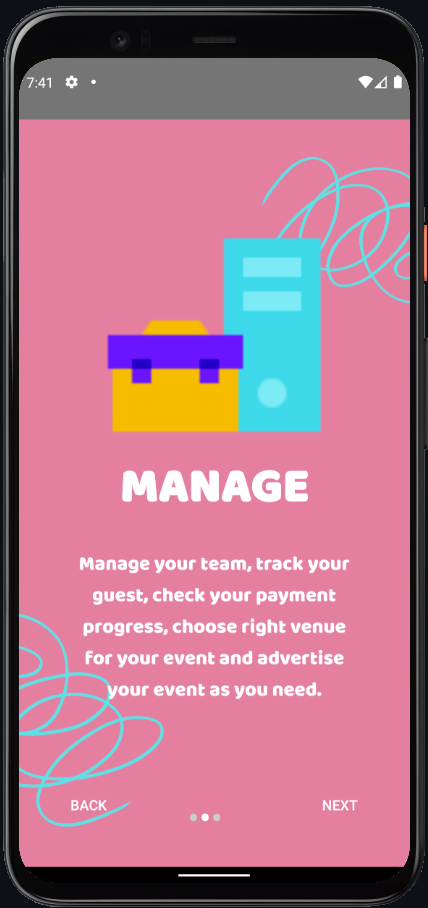 7:41
MANAGE
Manage your team, track your
guest, check your payment
progress, choose right venue
for your event and advertise
your event as you need.
BACK
NEXT